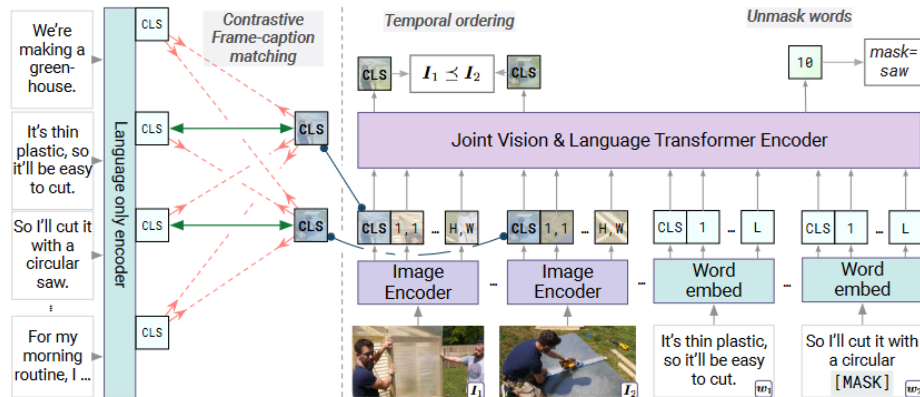 We're
making a
green-
house.
It's thin
plastic, so
it'll be easy
to cut.
So I'll cut it
with a
circular
saw.
⋮
For my
morning
routine, I ...
Language only encoder
CLS
CLS
CLS
CLS
Contrastive
Frame-caption
matching
CLS
CLS
Temporal ordering
Unmask words
CLS
I₁ ⪯ I₂
CLS
10
mask=
saw
Joint Vision & Language Transformer Encoder
CLS 1,1 ... H,W
CLS 1,1 ... H,W
CLS 1 ... L
CLS 1 ... L
Image
Encoder
...
Image
Encoder
...
Word
embed
...
Word
embed
I₁
I₂
It's thin plastic,
so it'll be easy
to cut.
w₁
So I'll cut it with
a circular
[MASK]